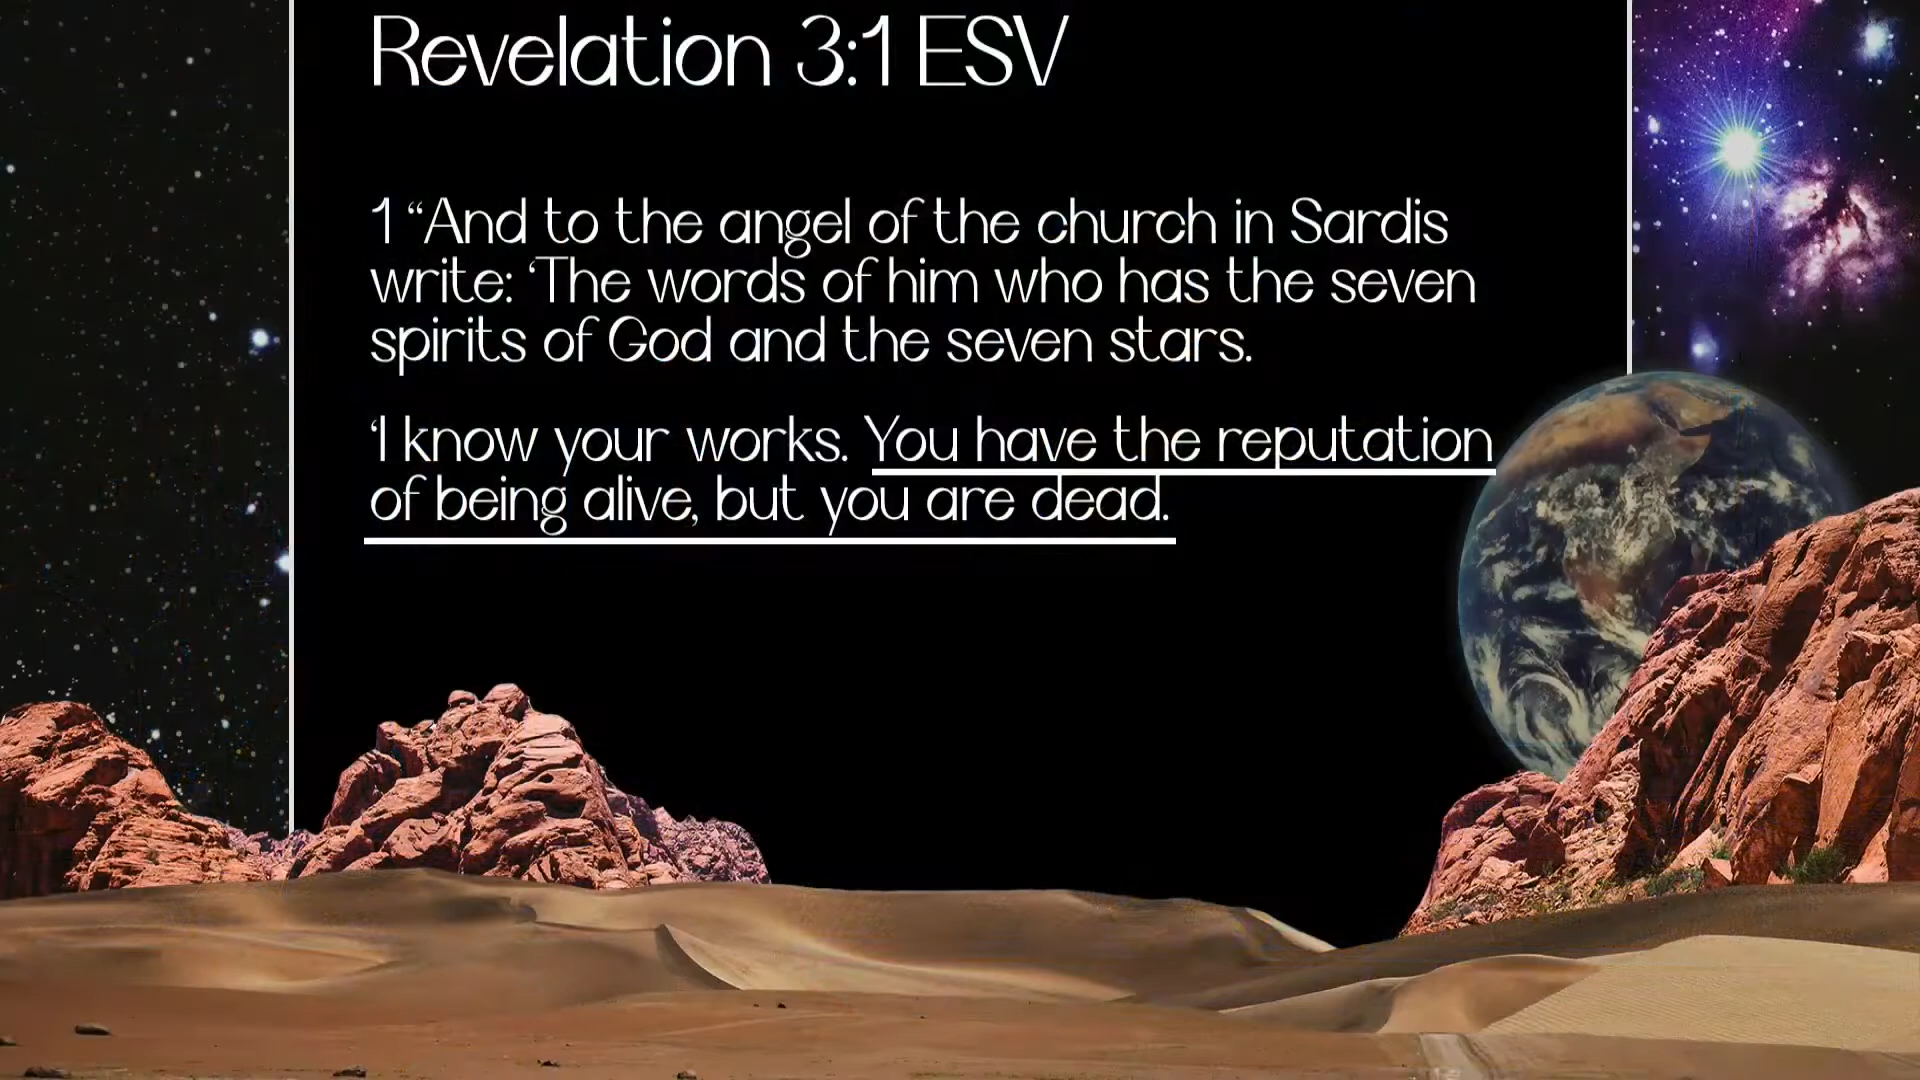 Revelation 3:1 ESV
1 “And to the angel of the church in Sardis
write: ‘The words of him who has the seven
spirits of God and the seven stars.
‘I know your works. You have the reputation
of being alive, but you are dead.